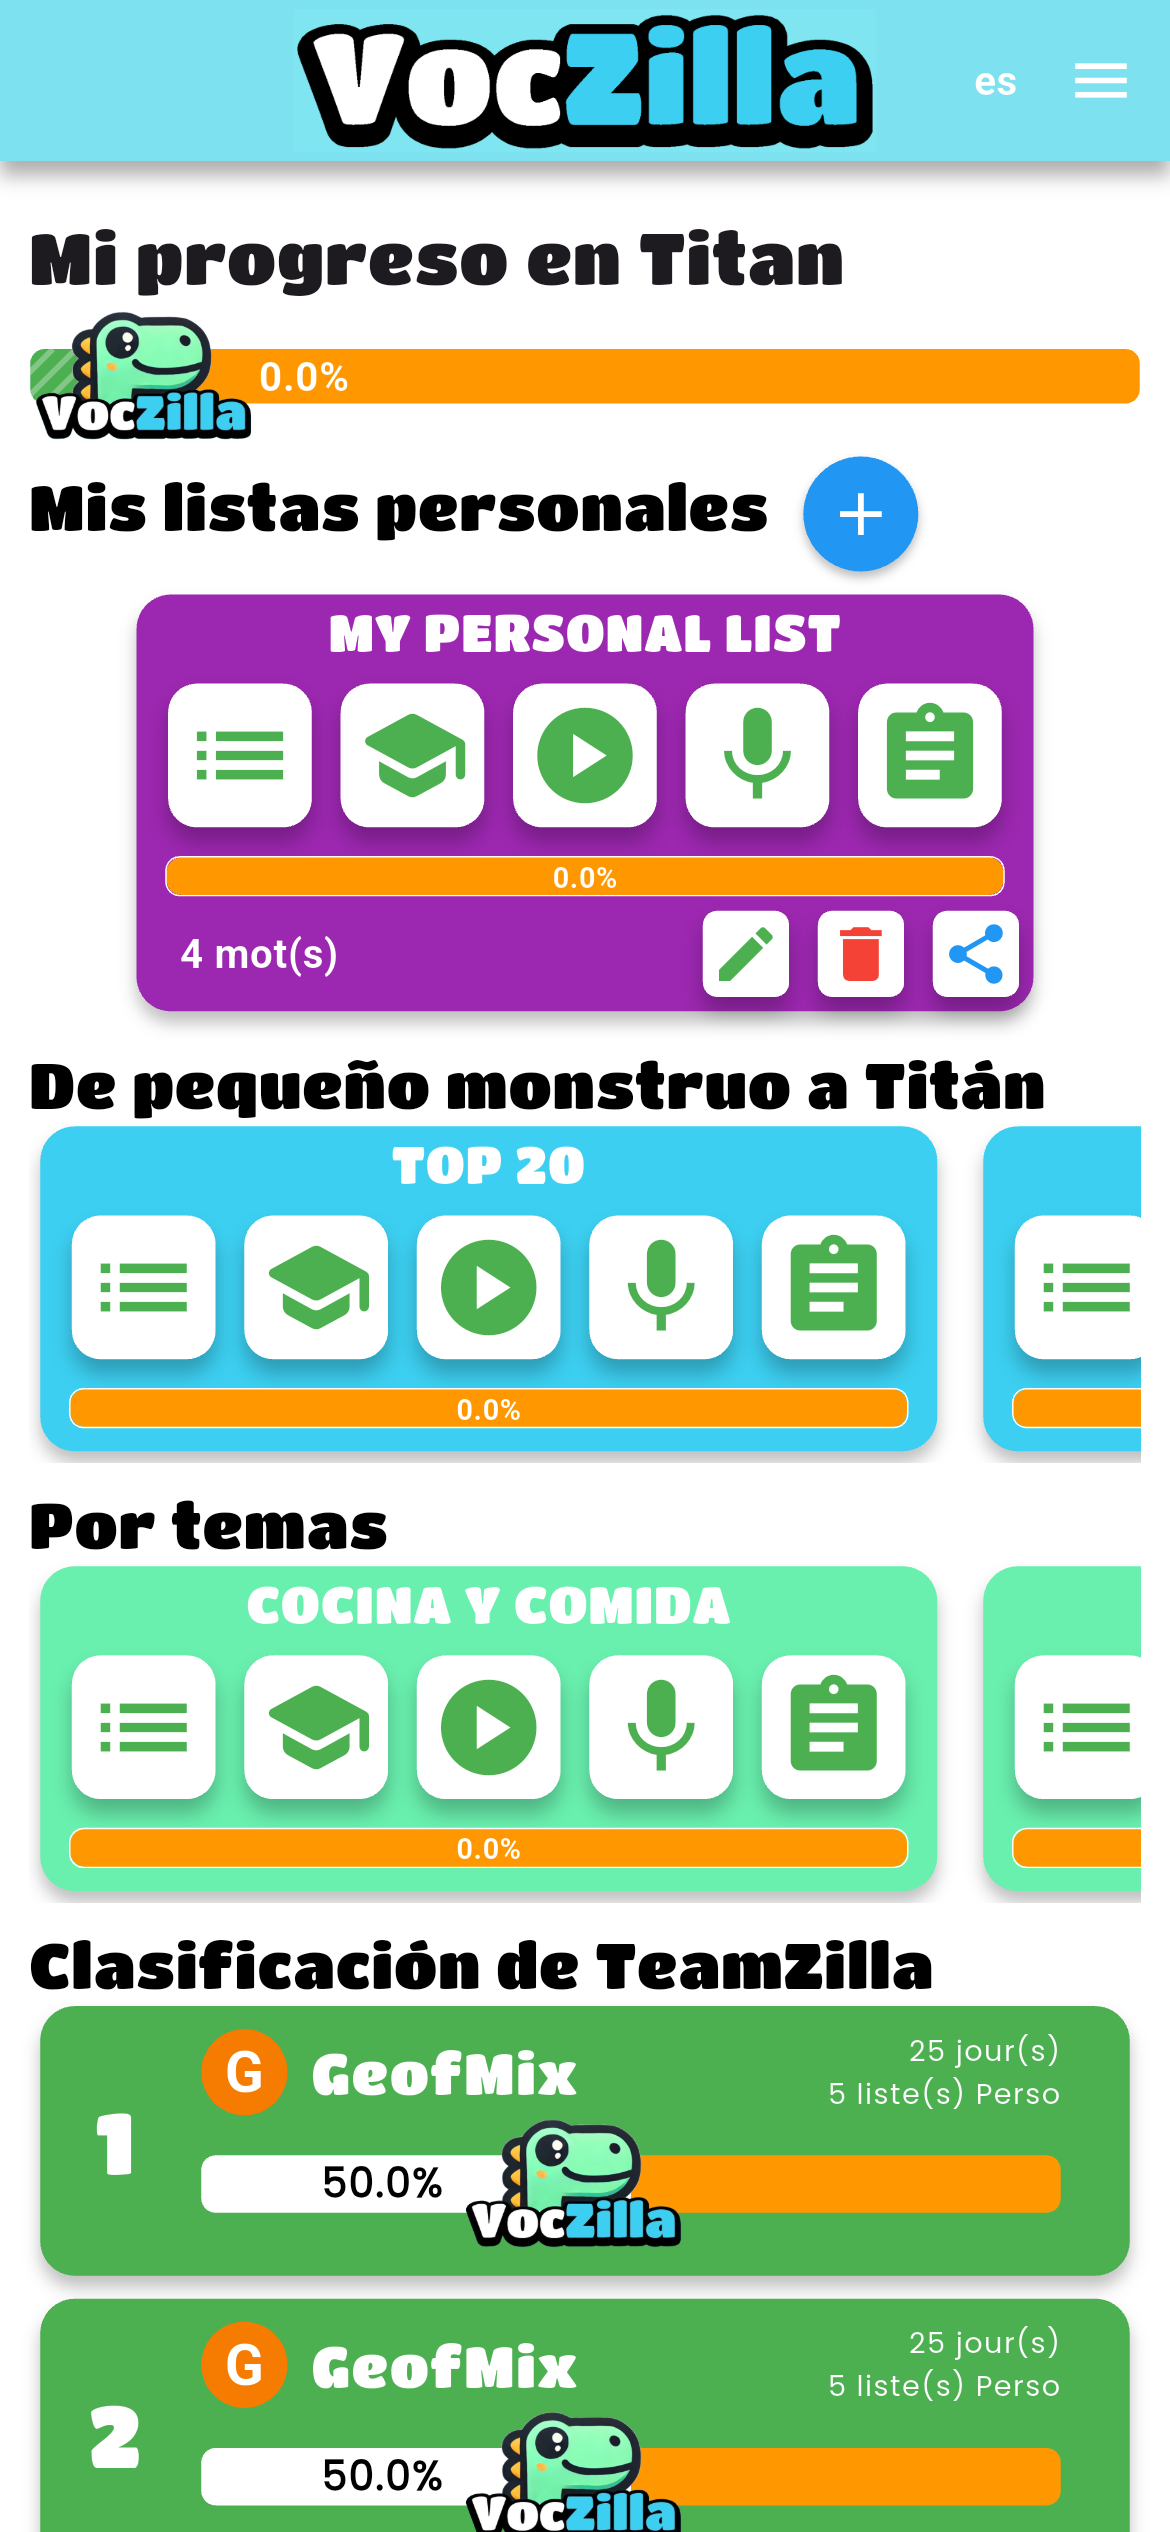 VocZilla
es
Mi progreso en Titan
0.0%
VocZilla
Mis listas personales
MY PERSONAL LIST
0.0%
4 mot(s)
De pequeño monstruo a Titán
TOP 20
0.0%
Por temas
COCINA Y COMIDA
0.0%
Clasificación de TeamZilla
G GeofMix
25 jour(s)
5 liste(s) Perso
1
50.0%
VocZilla
G GeofMix
25 jour(s)
5 liste(s) Perso
2
50.0%
VocZilla